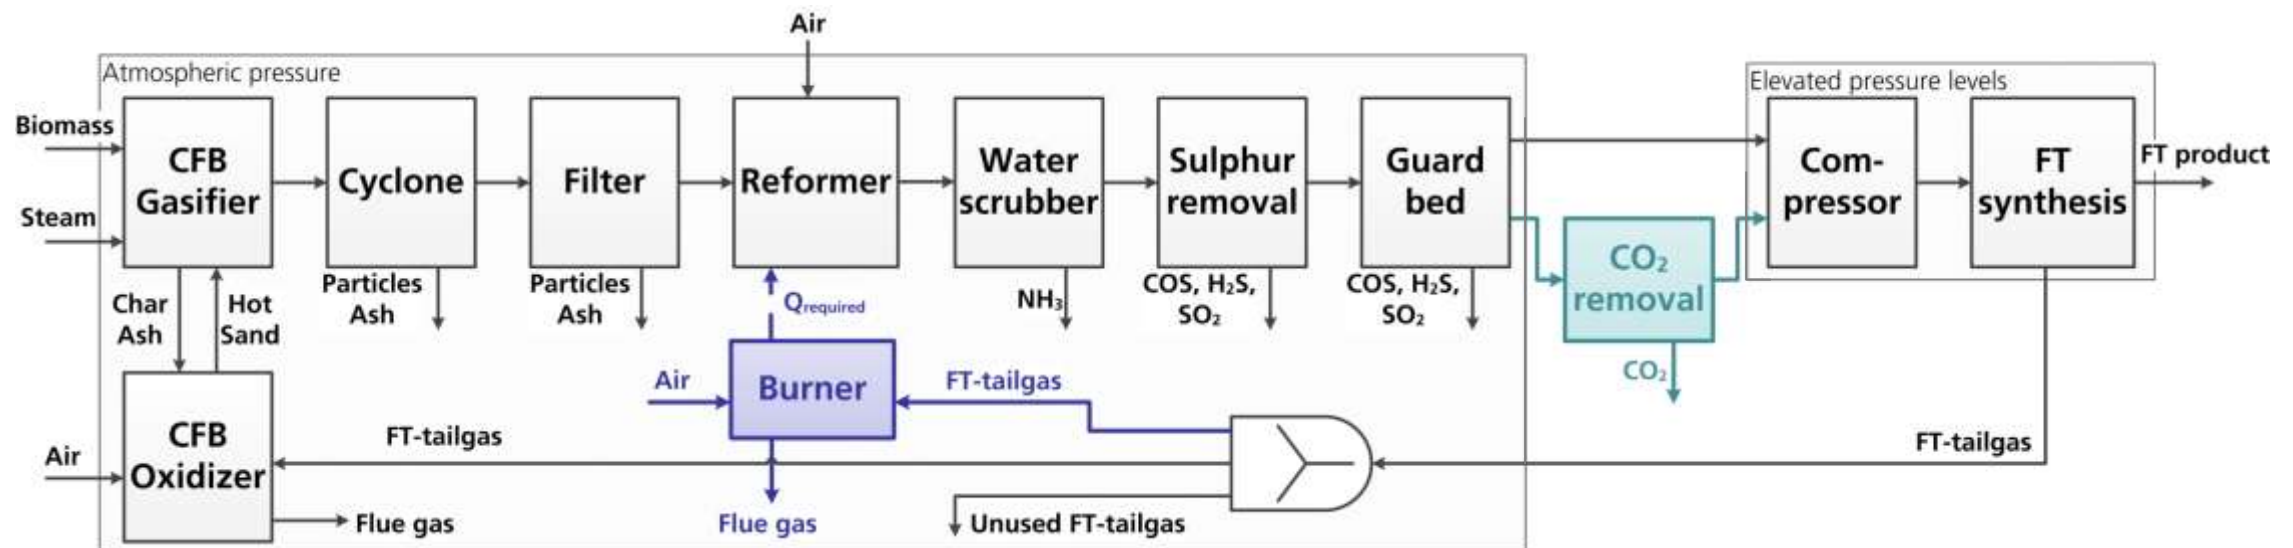 Air
Atmospheric pressure
Elevated pressure levels
Biomass
Steam
CFB
Gasifier
Cyclone
Filter
Reformer
Water
scrubber
Sulphur
removal
Guard
bed
Com-
pressor
FT
synthesis
FT product
Char
Ash
Hot
Sand
Particles
Ash
Particles
Ash
Qrequired
NH₃
COS, H₂S,
SO₂
COS, H₂S,
SO₂
CO₂
removal
CO₂
Air
Burner
FT-tailgas
Air
CFB
Oxidizer
FT-tailgas
FT-tailgas
Flue gas
Flue gas
Unused FT-tailgas